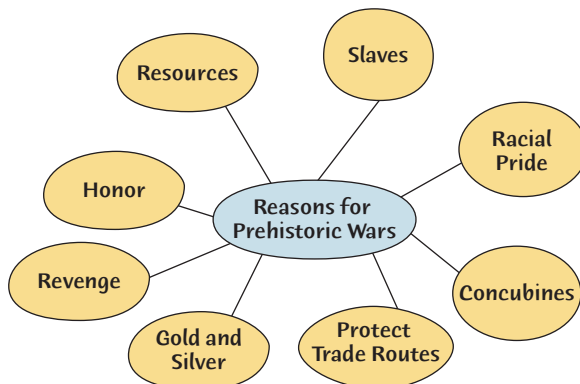 Slaves
Resources
Racial
Pride
Honor
Reasons for
Prehistoric Wars
Revenge
Concubines
Gold and
Silver
Protect
Trade Routes